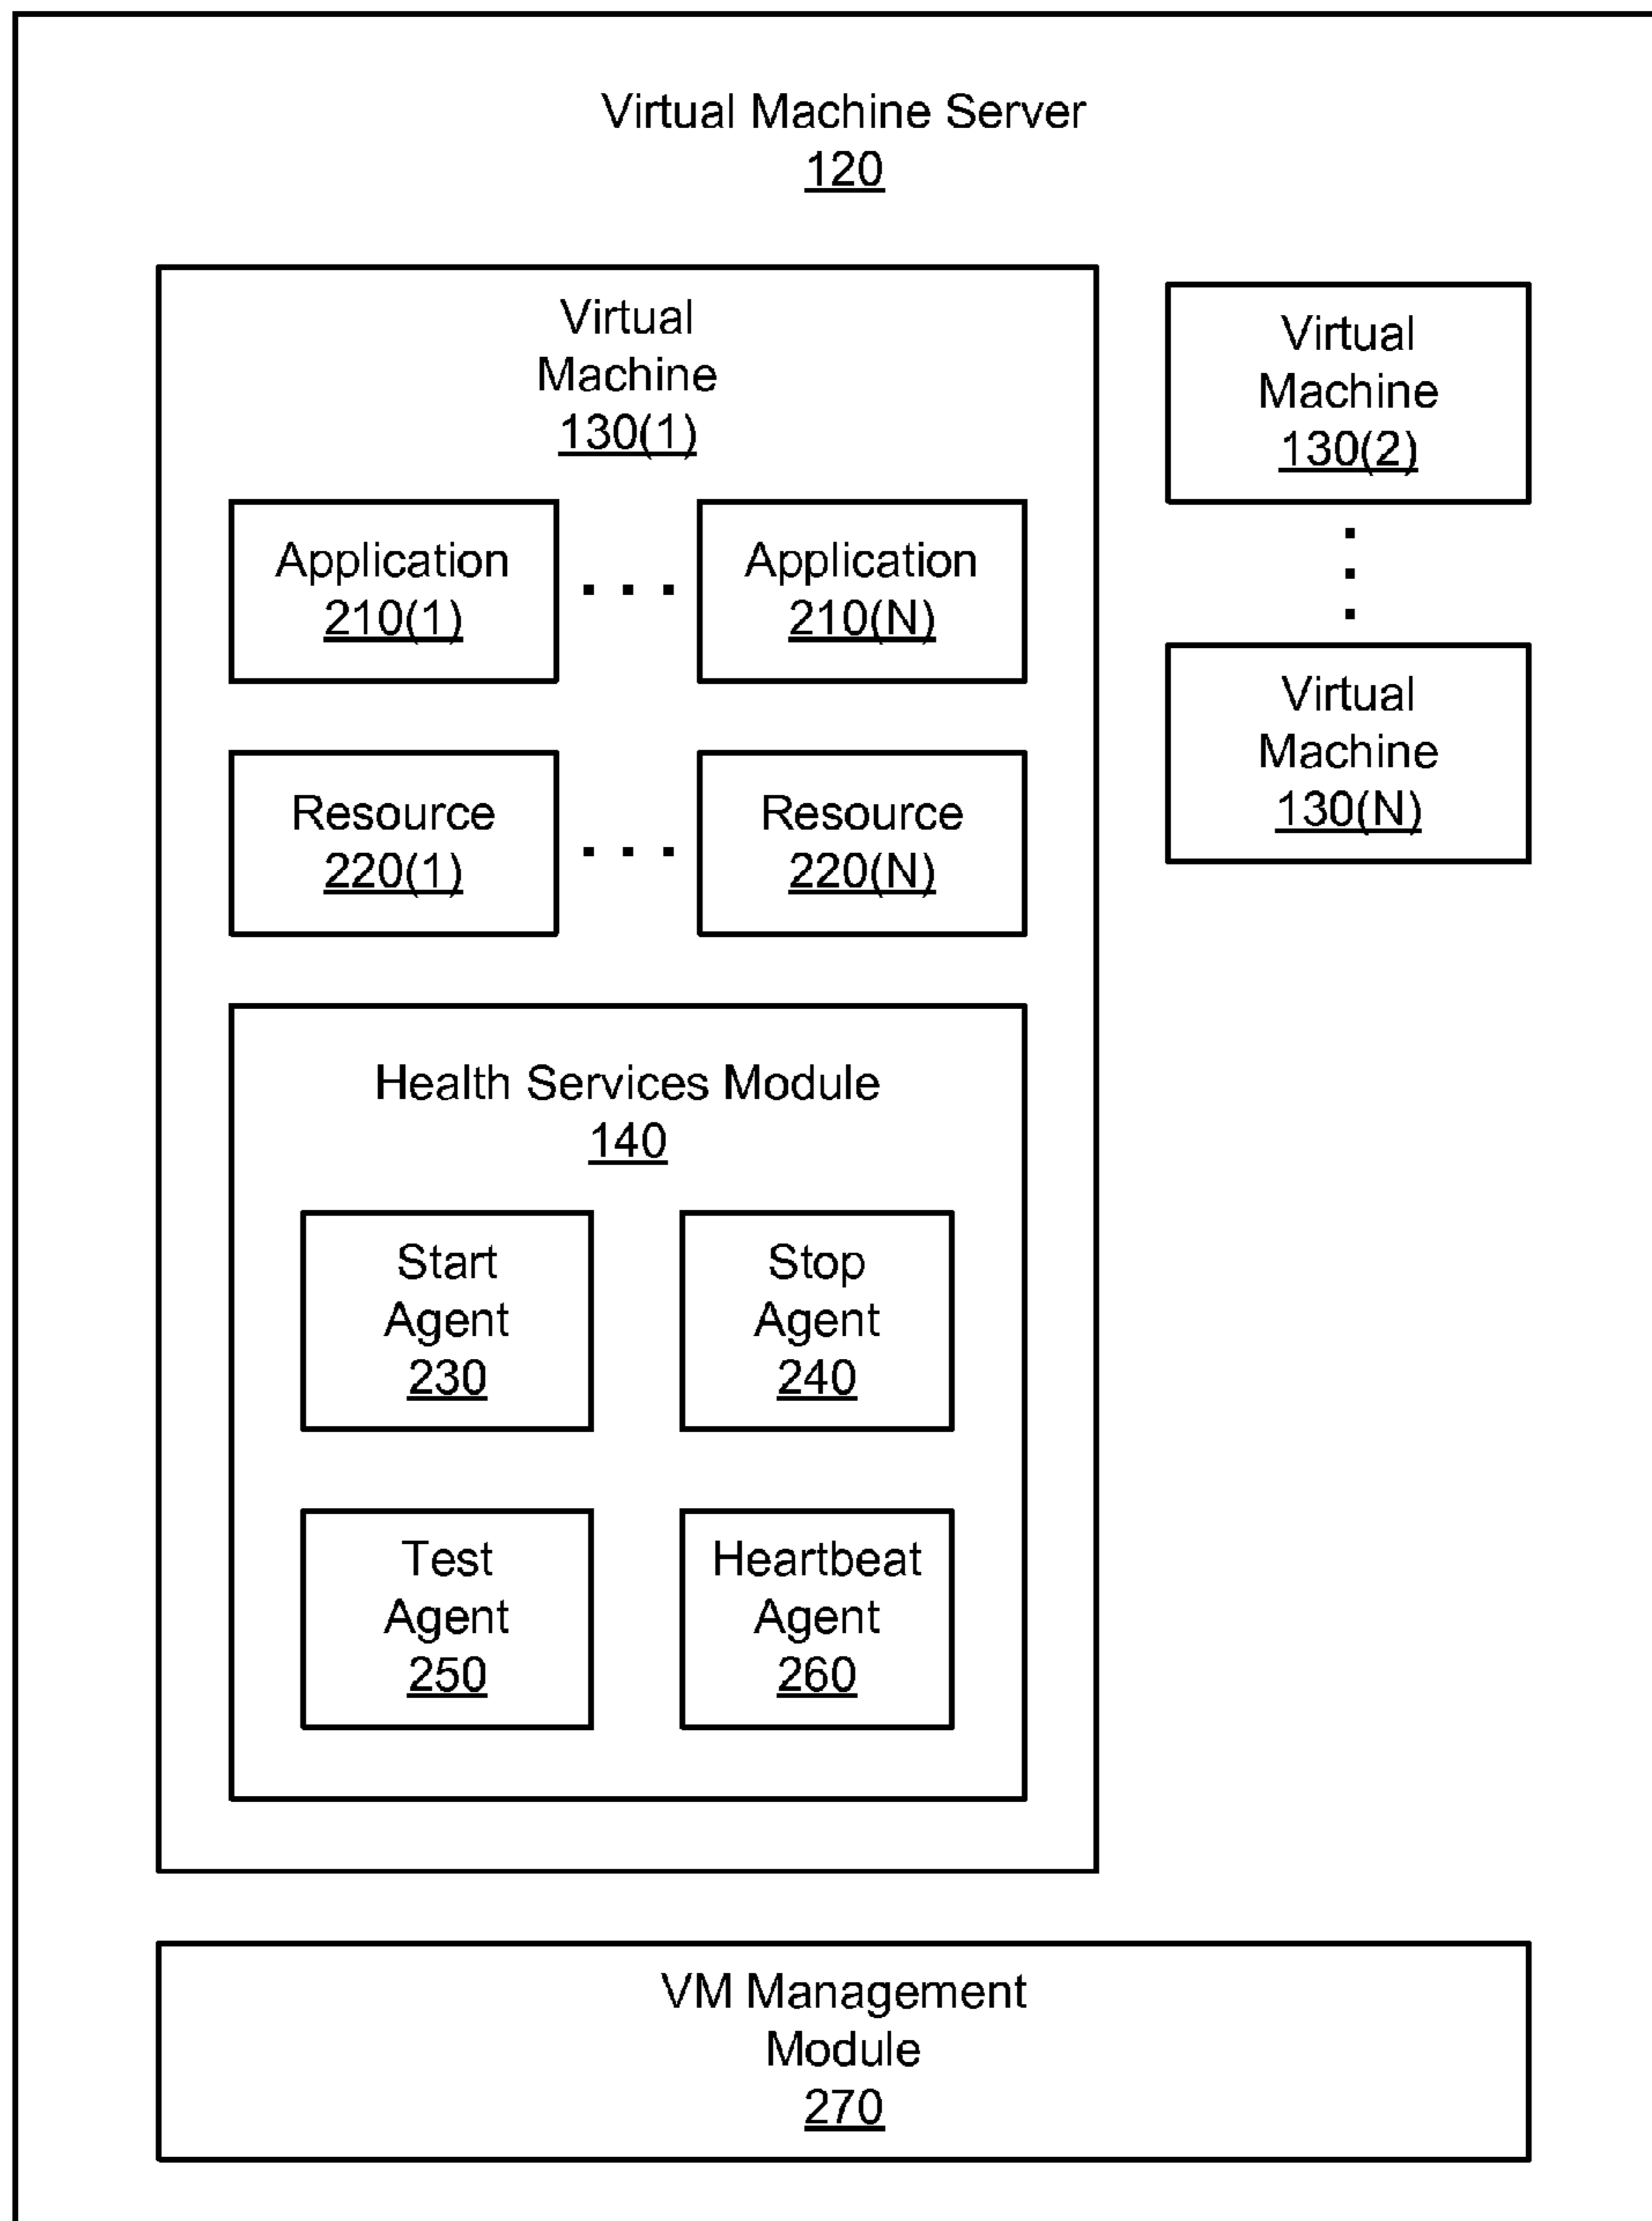 Virtual Machine Server
120
Virtual
Machine
130(1)
Application
210(1)
. . .
Application
210(N)
Resource
220(1)
. . .
Resource
220(N)
Health Services Module
140
Start
Agent
230
Stop
Agent
240
Test
Agent
250
Heartbeat
Agent
260
Virtual
Machine
130(2)
.
.
.
Virtual
Machine
130(N)
VM Management
Module
270